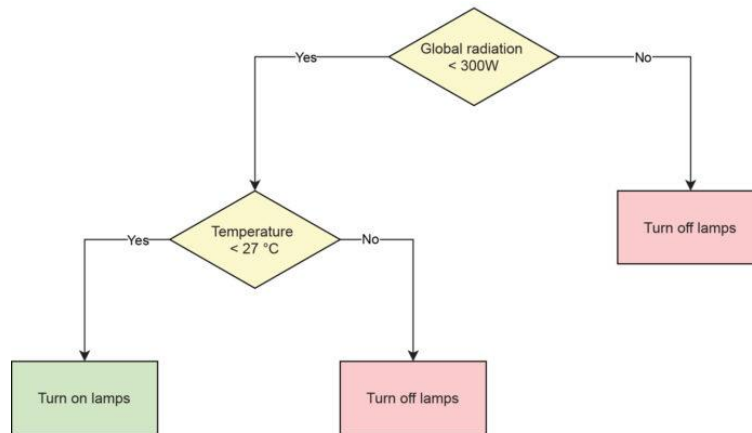 Global radiation
< 300W
Yes
No
Temperature
< 27 °C
Turn off lamps
Yes
No
Turn on lamps
Turn off lamps